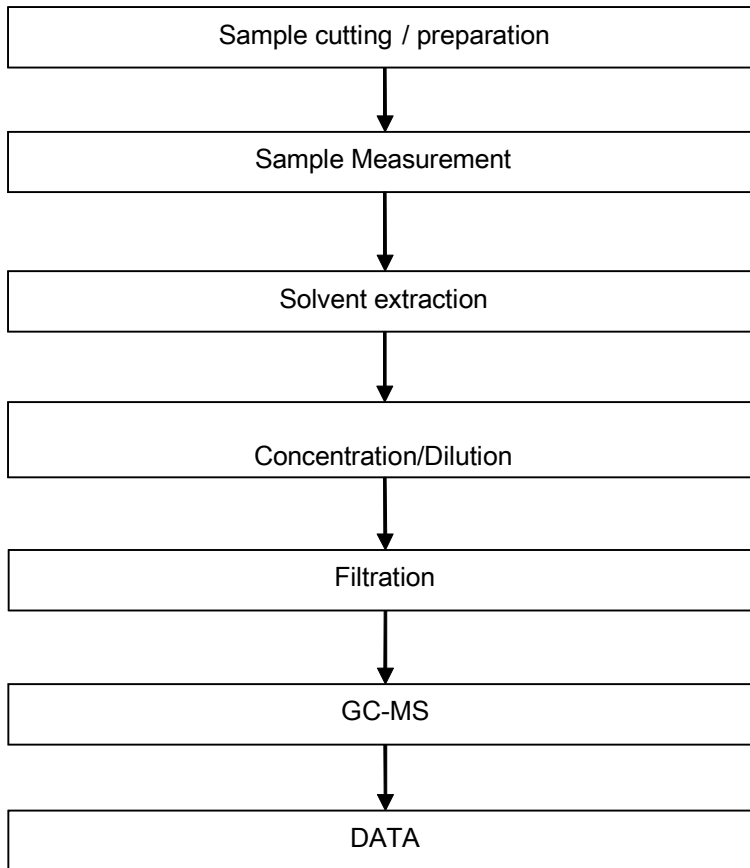 Sample cutting / preparation
Sample Measurement
Solvent extraction
Concentration/Dilution
Filtration
GC-MS
DATA